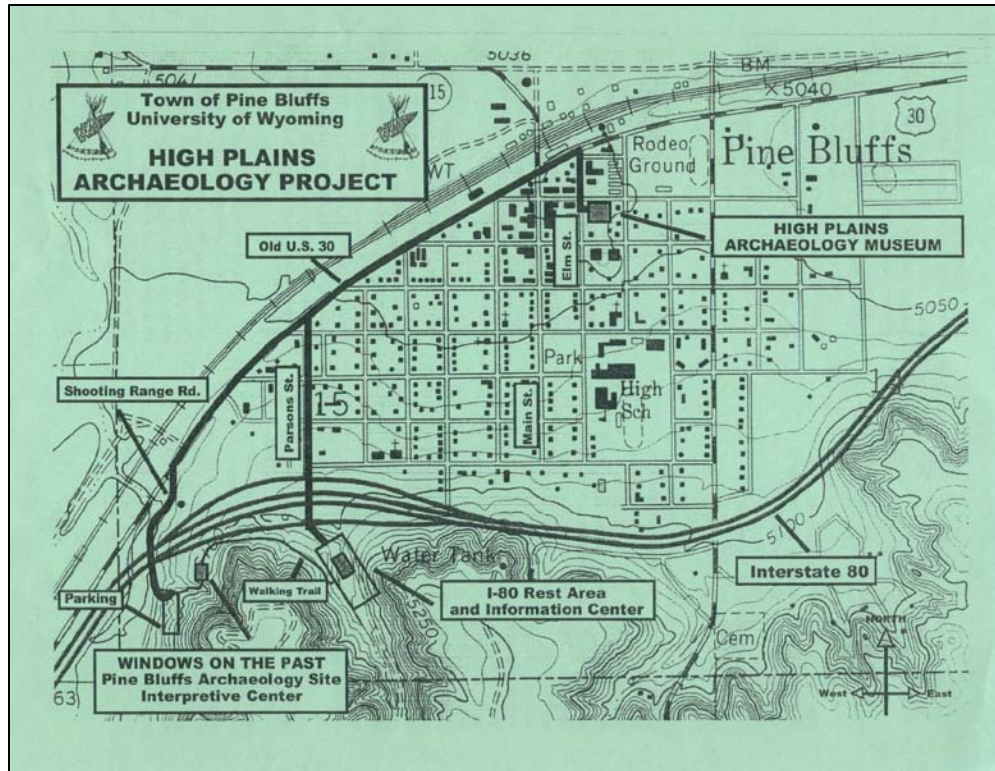 5036
5041
15
BM
×5040
30
Town of Pine Bluffs
University of Wyoming
HIGH PLAINS
ARCHAEOLOGY PROJECT
WT
Rodeo
Ground
Pine Bluffs
HIGH PLAINS
ARCHAEOLOGY MUSEUM
Old U.S. 30
Elm St.
5050
Park
High
Sch
Shooting Range Rd.
Parsons St.
15
Main St.
Water Tank
5100
Interstate 80
Parking
Walking Trail
I-80 Rest Area
and Information Center
5250
Cem
NORTH
West
East
WINDOWS ON THE PAST
Pine Bluffs Archaeology Site
Interpretive Center
63)